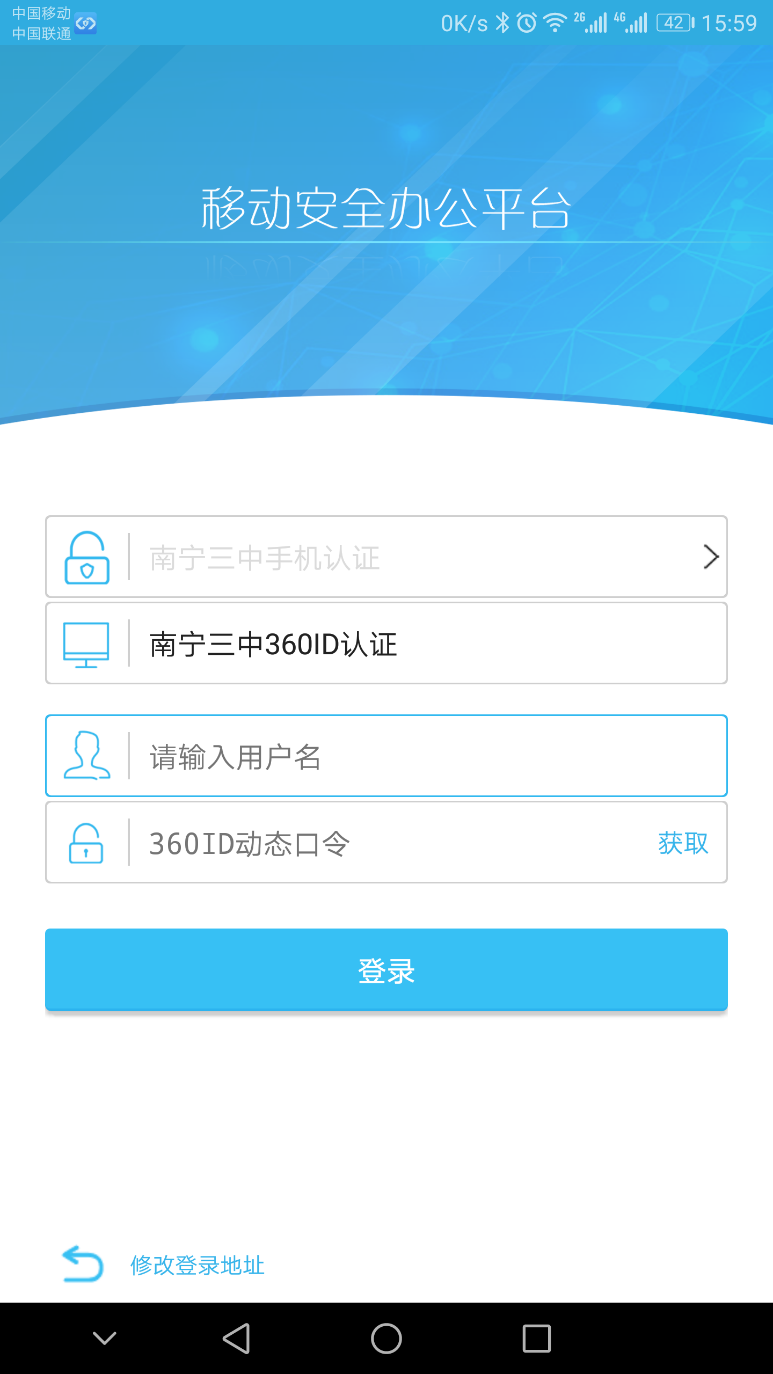 中国移动
中国联通
0K/s 2G 4G 42 15:59
移动安全办公平台
南宁三中手机认证
南宁三中360ID认证
请输入用户名
360ID动态口令 获取
登录
修改登录地址